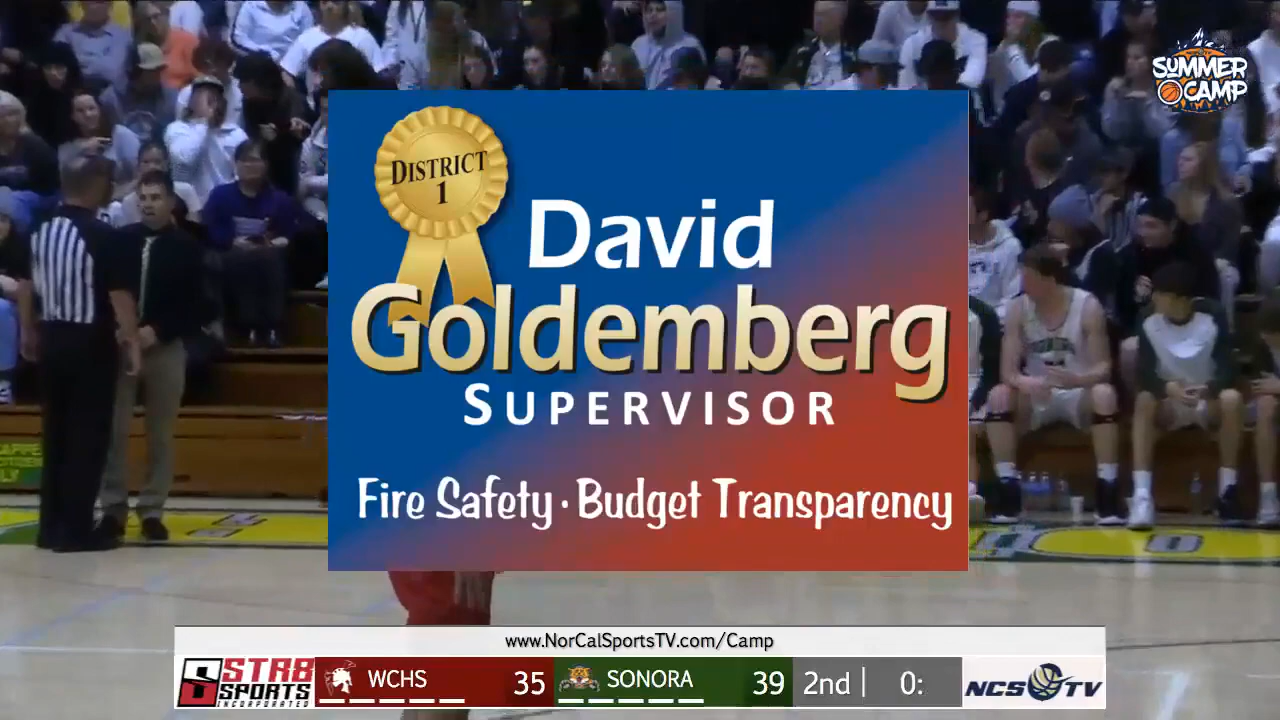 SUMMER
CAMP
DISTRICT
1
David
Goldemberg
SUPERVISOR
Fire Safety · Budget Transparency
www.NorCalSportsTV.com/Camp
STR8
SPORTS
INCORPORATED
WCHS 35 SONORA 39 2nd | 0:
NCS TV